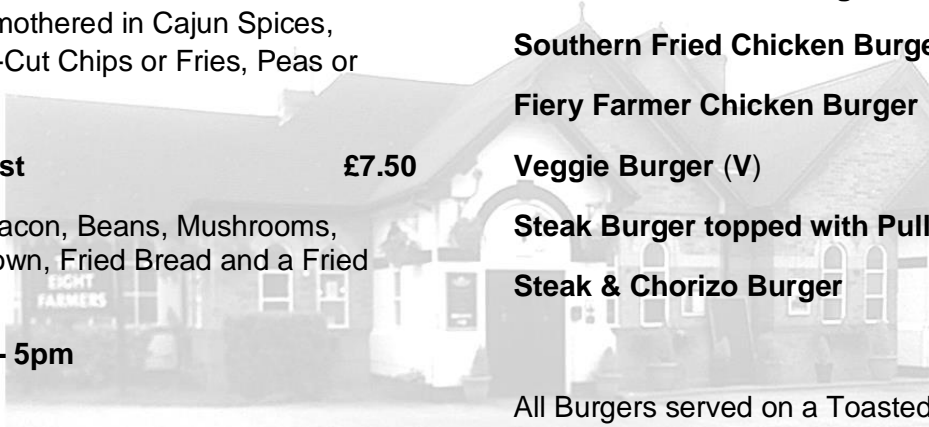 mothered in Cajun Spices,
-Cut Chips or Fries, Peas or
st £7.50
acon, Beans, Mushrooms,
own, Fried Bread and a Fried
- 5pm
EIGHT
FARMERS
Southern Fried Chicken Burge
Fiery Farmer Chicken Burger
Veggie Burger (V)
Steak Burger topped with Pull
Steak & Chorizo Burger
All Burgers served on a Toasted